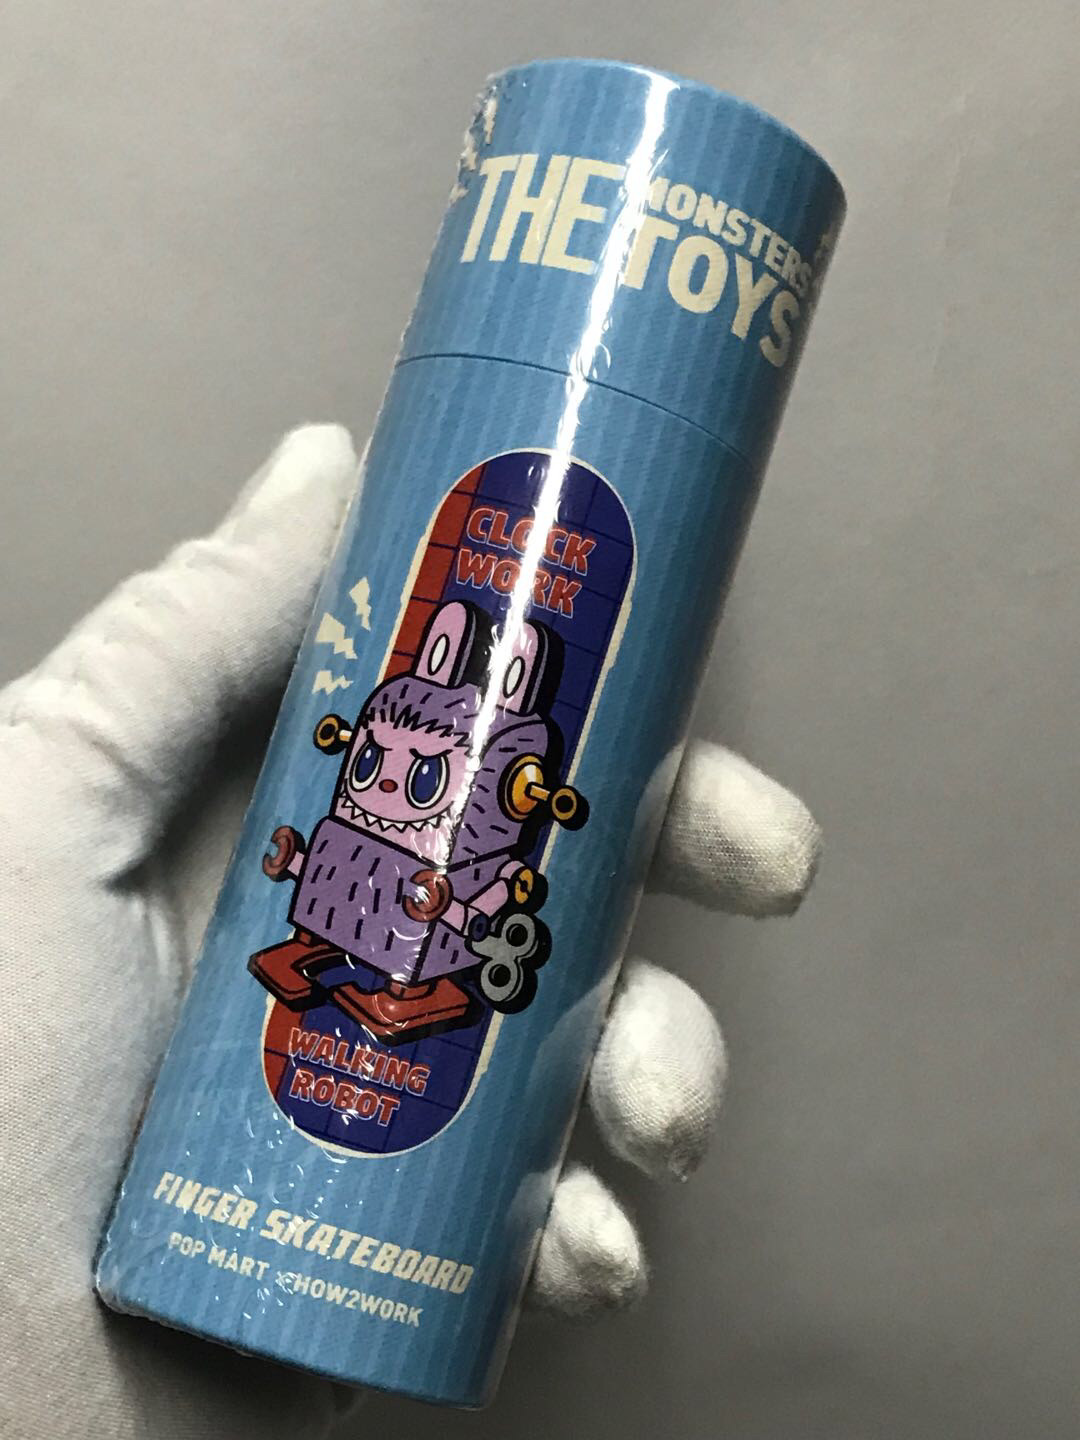 THE MONSTERS
TOYS
CLOCK
WORK
WALKING
ROBOT
FINGER SKATEBOARD
POP MART × HOW2WORK